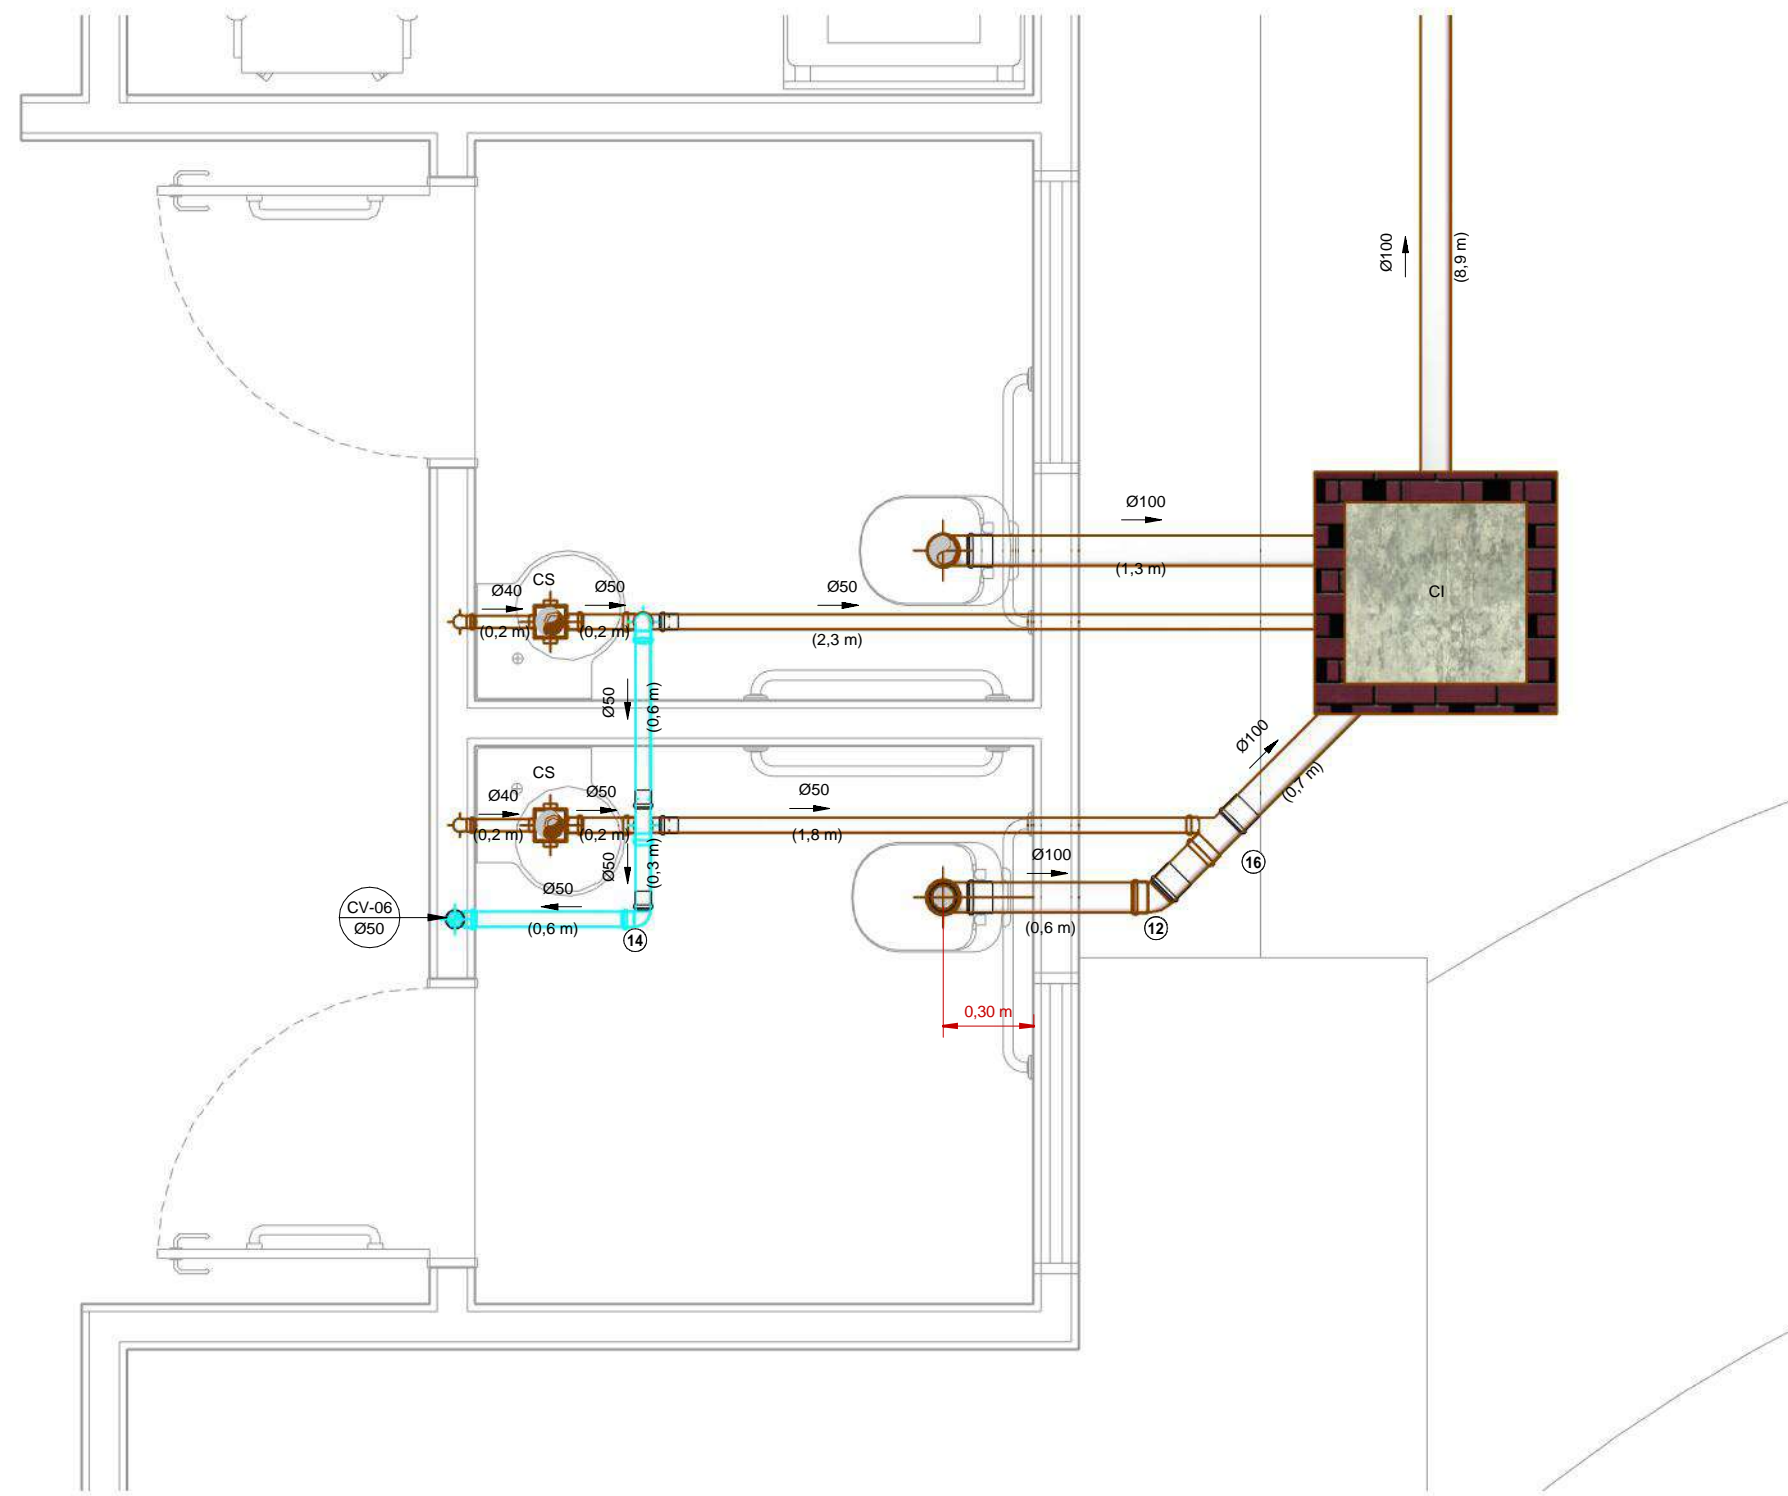 Ø100
(8,9 m)
Ø100
(1,3 m)
CS
Ø40
Ø50
(0,2 m)
(0,2 m)
Ø50
(2,3 m)
CI
Ø50
(0,6 m)
Ø100
(0,7 m)
CS
Ø40
Ø50
(0,2 m)
(0,2 m)
Ø50
(1,8 m)
Ø50
(0,3 m)
Ø100
(0,6 m)
16
12
CV-06
Ø50
Ø50
(0,6 m)
14
0,30 m